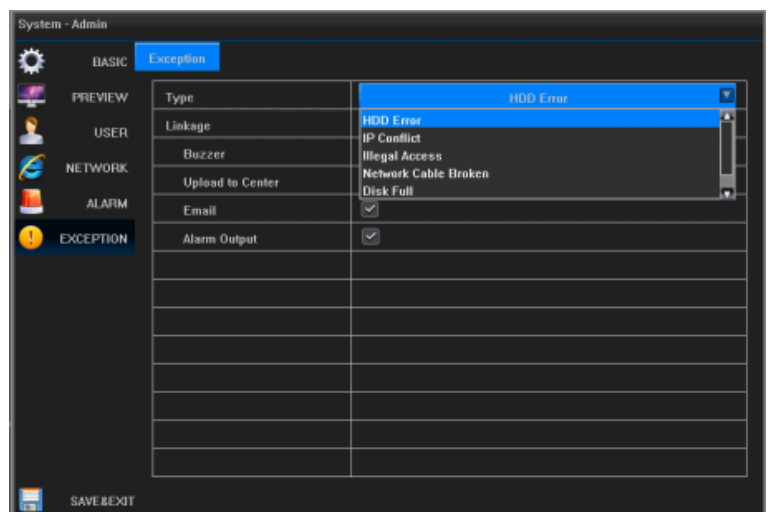 System - Admin
BASIC
Exception
PREVIEW
Type
HDD Error
USER
Linkage
HDD Error
IP Conflict
Buzzer
Illegal Access
NETWORK
Upload to Center
Network Cable Broken
Disk Full
ALARM
Email
EXCEPTION
Alarm Output
SAVE&EXIT